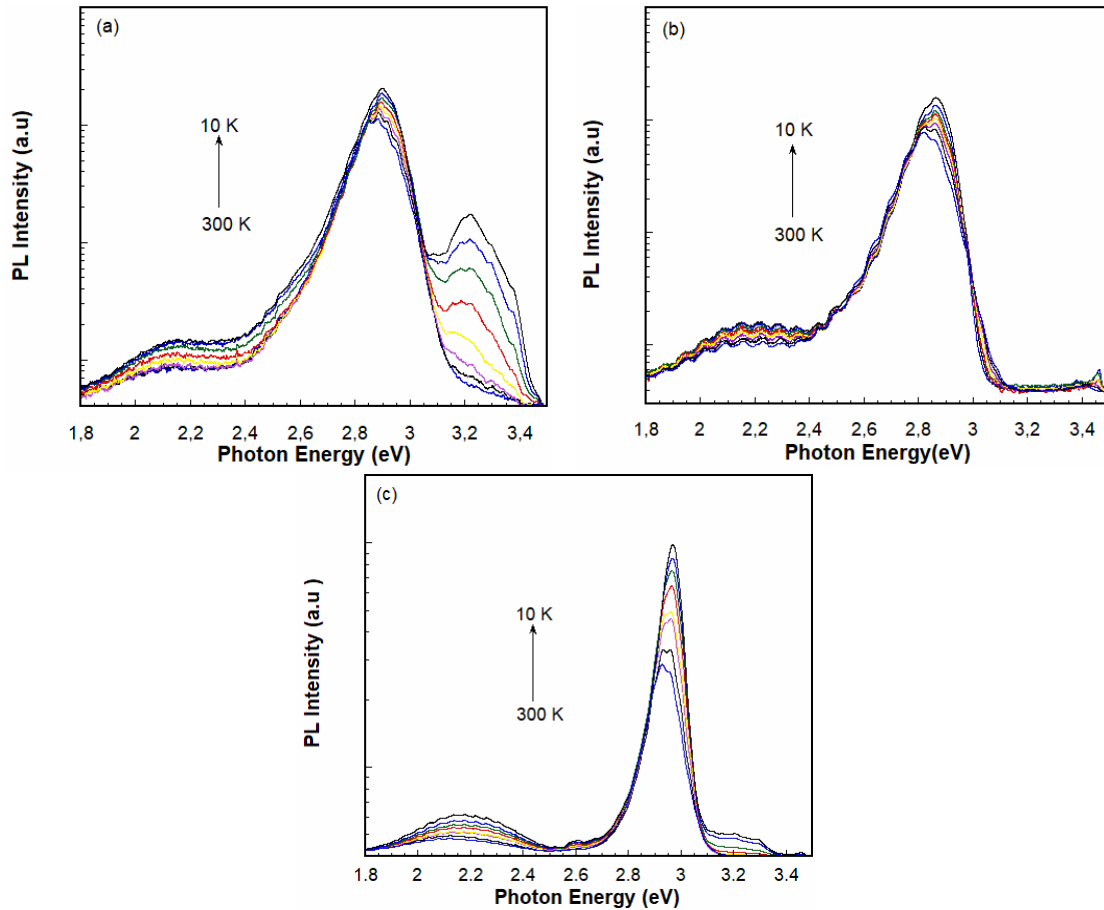 (a)
PL Intensity (a.u)
10 K
300 K
1.8 2 2,2 2,4 2,6 2,8 3 3,2 3,4
Photon Energy (eV)
(b)
PL Intensity (a.u)
10 K
300 K
1.8 2 2,2 2,4 2,6 2,8 3 3,2 3,4
Photon Energy(eV)
(c)
PL Intensity (a.u )
10 K
300 K
1.8 2 2.2 2.4 2.6 2.8 3 3.2 3.4
Photon Energy (eV)